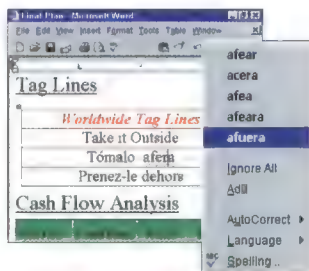 Final Plan - Microsoft Word
File Edit View Insert Format Tools Table Window
Tag Lines
Worldwide Tag Lines
Take it Outside
Tómalo afera
Prenez-le dehors
Cash Flow Analysis
afear
acera
afea
afeara
afuera
Ignore All
Add
AutoCorrect
Language
Spelling...